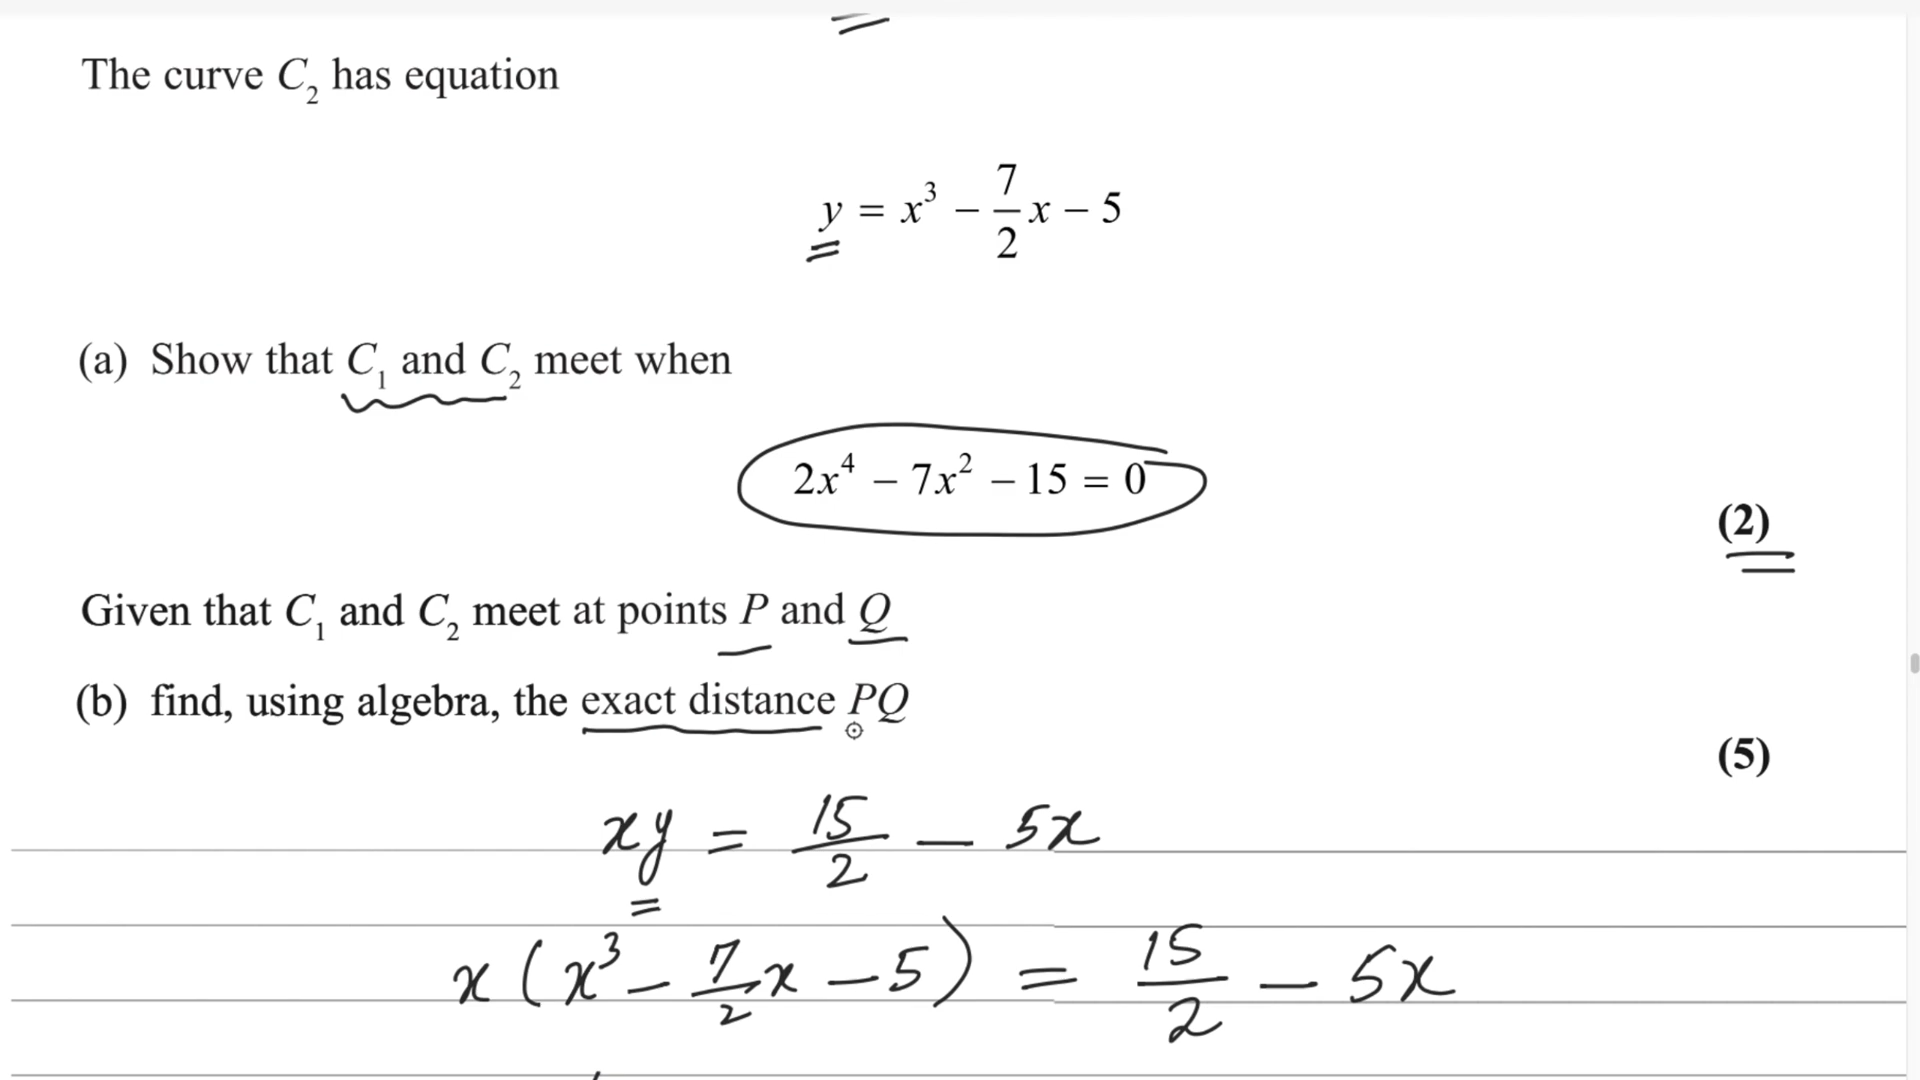 The curve C₂ has equation
y = x³ − 7/2 x − 5
(a) Show that C₁ and C₂ meet when
2x⁴ − 7x² − 15 = 0
(2)
Given that C₁ and C₂ meet at points P and Q
(b) find, using algebra, the exact distance PQ
(5)
xy = 15/2 − 5x
x(x³ − 7/2 x − 5) = 15/2 − 5x